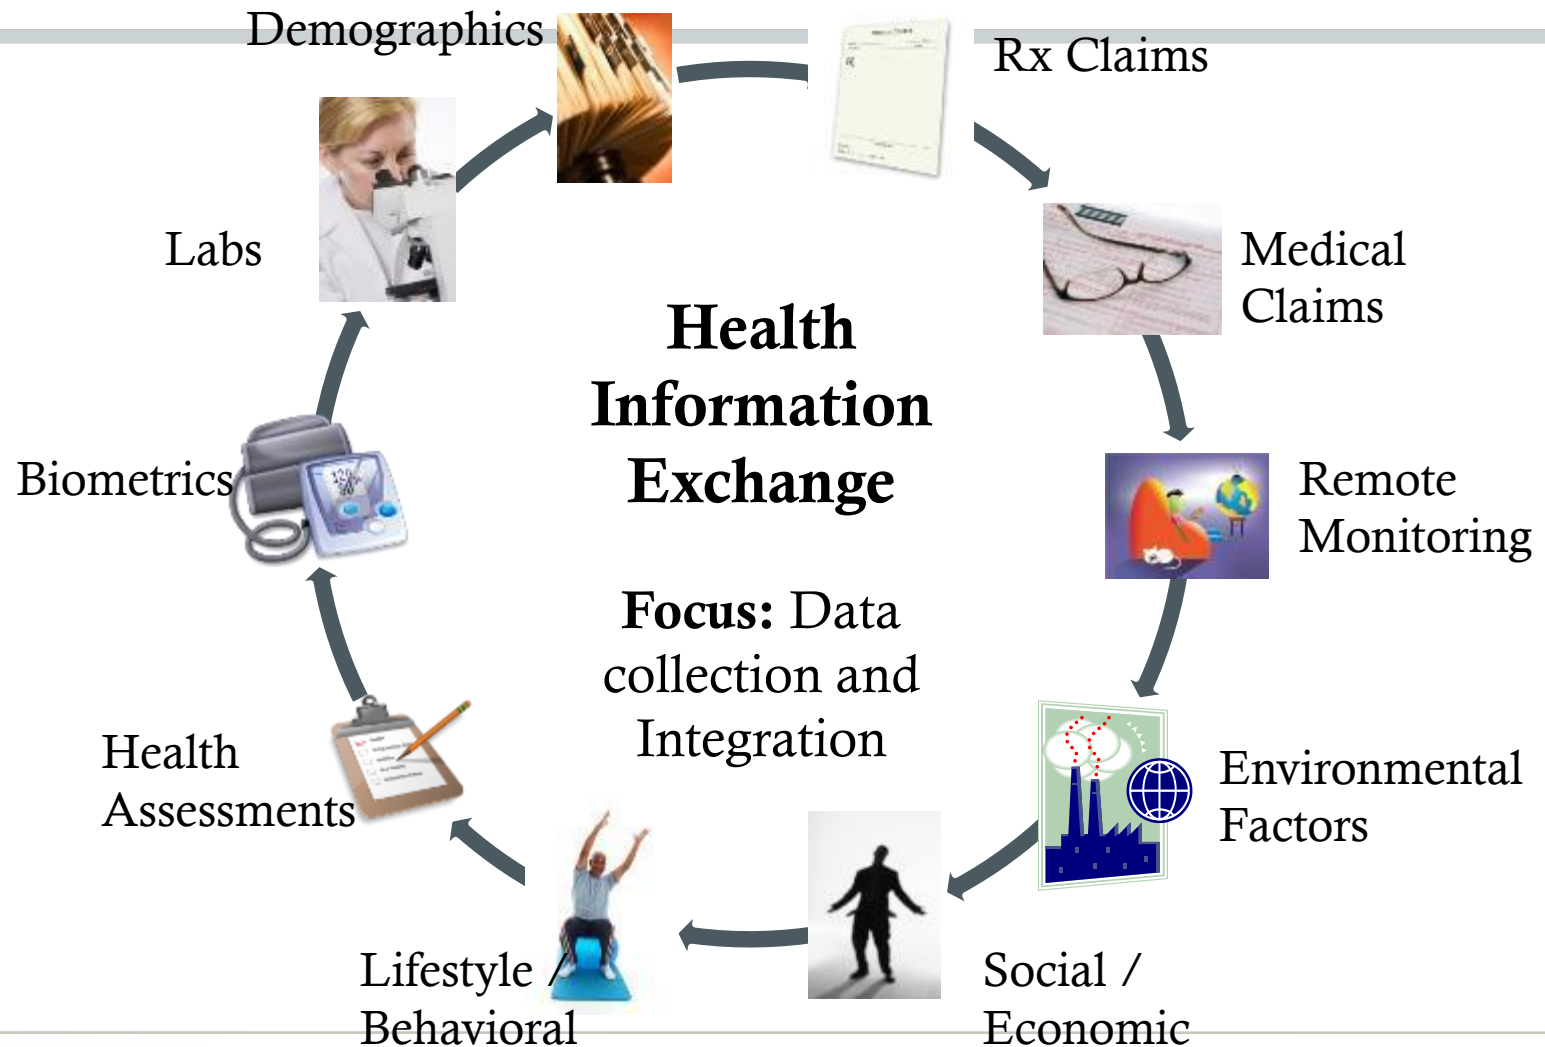 Demographics
Rx Claims
Labs
Medical
Claims
Health
Information
Exchange
Biometrics
Remote
Monitoring
Focus: Data
collection and
Integration
Health
Assessments
Environmental
Factors
Lifestyle /
Behavioral
Social /
Economic